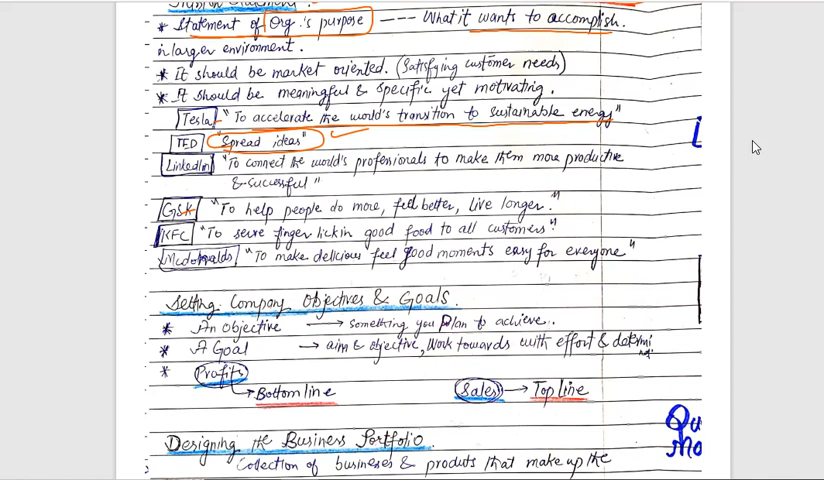 * Statement of Org.'s purpose ---- What it wants to accomplish.
in larger environment.
* It should be market oriented. (Satisfying customer needs)
* It should be meaningful & specific yet motivating.
Tesla - "To accelerate the world's transition to sustainable energy"
TED "Spread ideas"
LinkedIn "To connect the world's professionals to make them more productive
& successful"
GSK "To help people do more, feel better, live longer."
KFC "To serve finger lickin good food to all customers"
Mcdonalds "To make delicious feel good moments easy for everyone"
Setting Company Objectives & Goals
* An Objective → Something you plan to achieve..
* A Goal → aim & objective, work towards with effort & determi
* Profits
→ Bottom line Sales → Top Line
Qu
Designing the Business Portfolio
Colection of busineses & produts that make up the